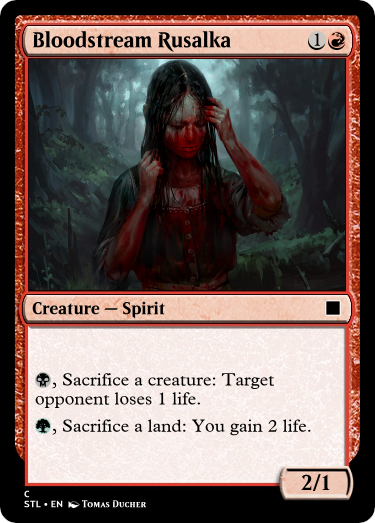 Bloodstream Rusalka 1
Creature — Spirit
, Sacrifice a creature: Target
opponent loses 1 life.
, Sacrifice a land: You gain 2 life.
2/1
C
STL • EN Tomas Ducher